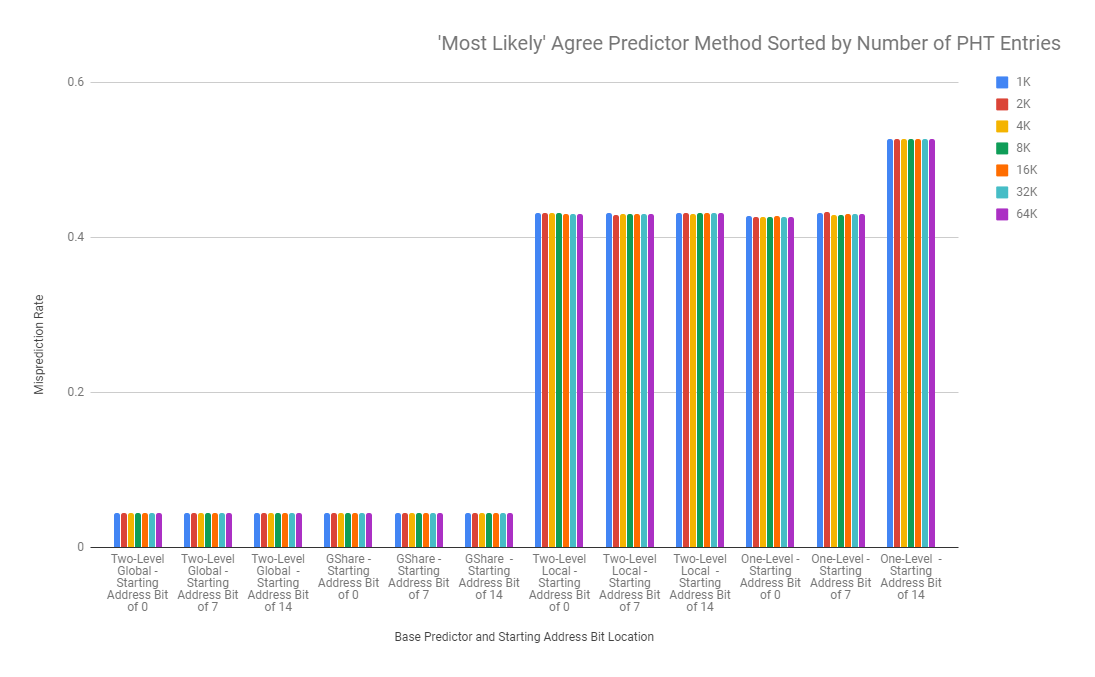 'Most Likely' Agree Predictor Method Sorted by Number of PHT Entries
1K
2K
4K
8K
16K
32K
64K
0.6
0.4
0.2
0
Misprediction Rate
Two-Level
Global -
Starting
Address Bit
of 0
Two-Level
Global -
Starting
Address Bit
of 7
Two-Level
Global -
Starting
Address Bit
of 14
GShare -
Starting
Address Bit
of 0
GShare -
Starting
Address Bit
of 7
GShare -
Starting
Address Bit
of 14
Two-Level
Local -
Starting
Address Bit
of 0
Two-Level
Local -
Starting
Address Bit
of 7
Two-Level
Local -
Starting
Address Bit
of 14
One-Level -
Starting
Address Bit
of 0
One-Level -
Starting
Address Bit
of 7
One-Level -
Starting
Address Bit
of 14
Base Predictor and Starting Address Bit Location